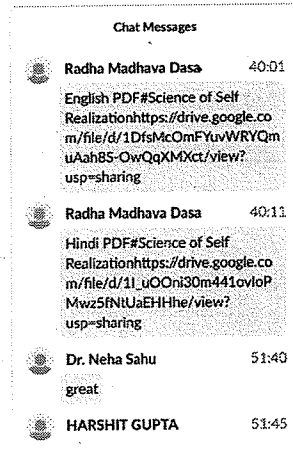 Chat Messages
Radha Madhava Dasa 40:01
English PDF#Science of Self
Realizationhttps://drive.google.co
m/file/d/1DfsMcOmFYuvWRYQm
uAah8S-OwQqXMXct/view?
usp=sharing
Radha Madhava Dasa 40:11
Hindi PDF#Science of Self
Realizationhttps://drive.google.co
m/file/d/1I_uOOni30m441ovloP
Mwz5fNtUaEHHhe/view?
usp=sharing
Dr. Neha Sahu 51:40
great
HARSHIT GUPTA 51:45